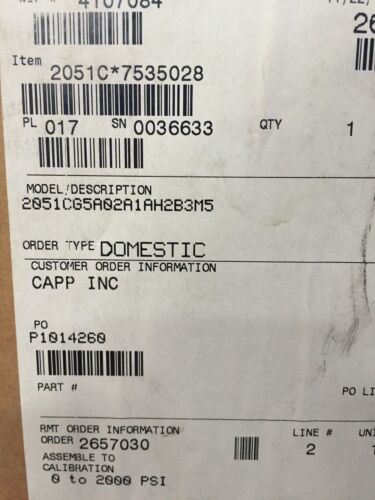 4107084
26
Item 2051C*7535028
PL 017 SN 0036633 QTY 1
MODEL/DESCRIPTION
2051CG5A02A1AH2B3M5
ORDER TYPE DOMESTIC
CUSTOMER ORDER INFORMATION
CAPP INC
PO
P1014260
PART #
PO LI
RMT ORDER INFORMATION
ORDER 2657030
LINE # UNI
2 1
ASSEMBLE TO
CALIBRATION
0 to 2000 PSI